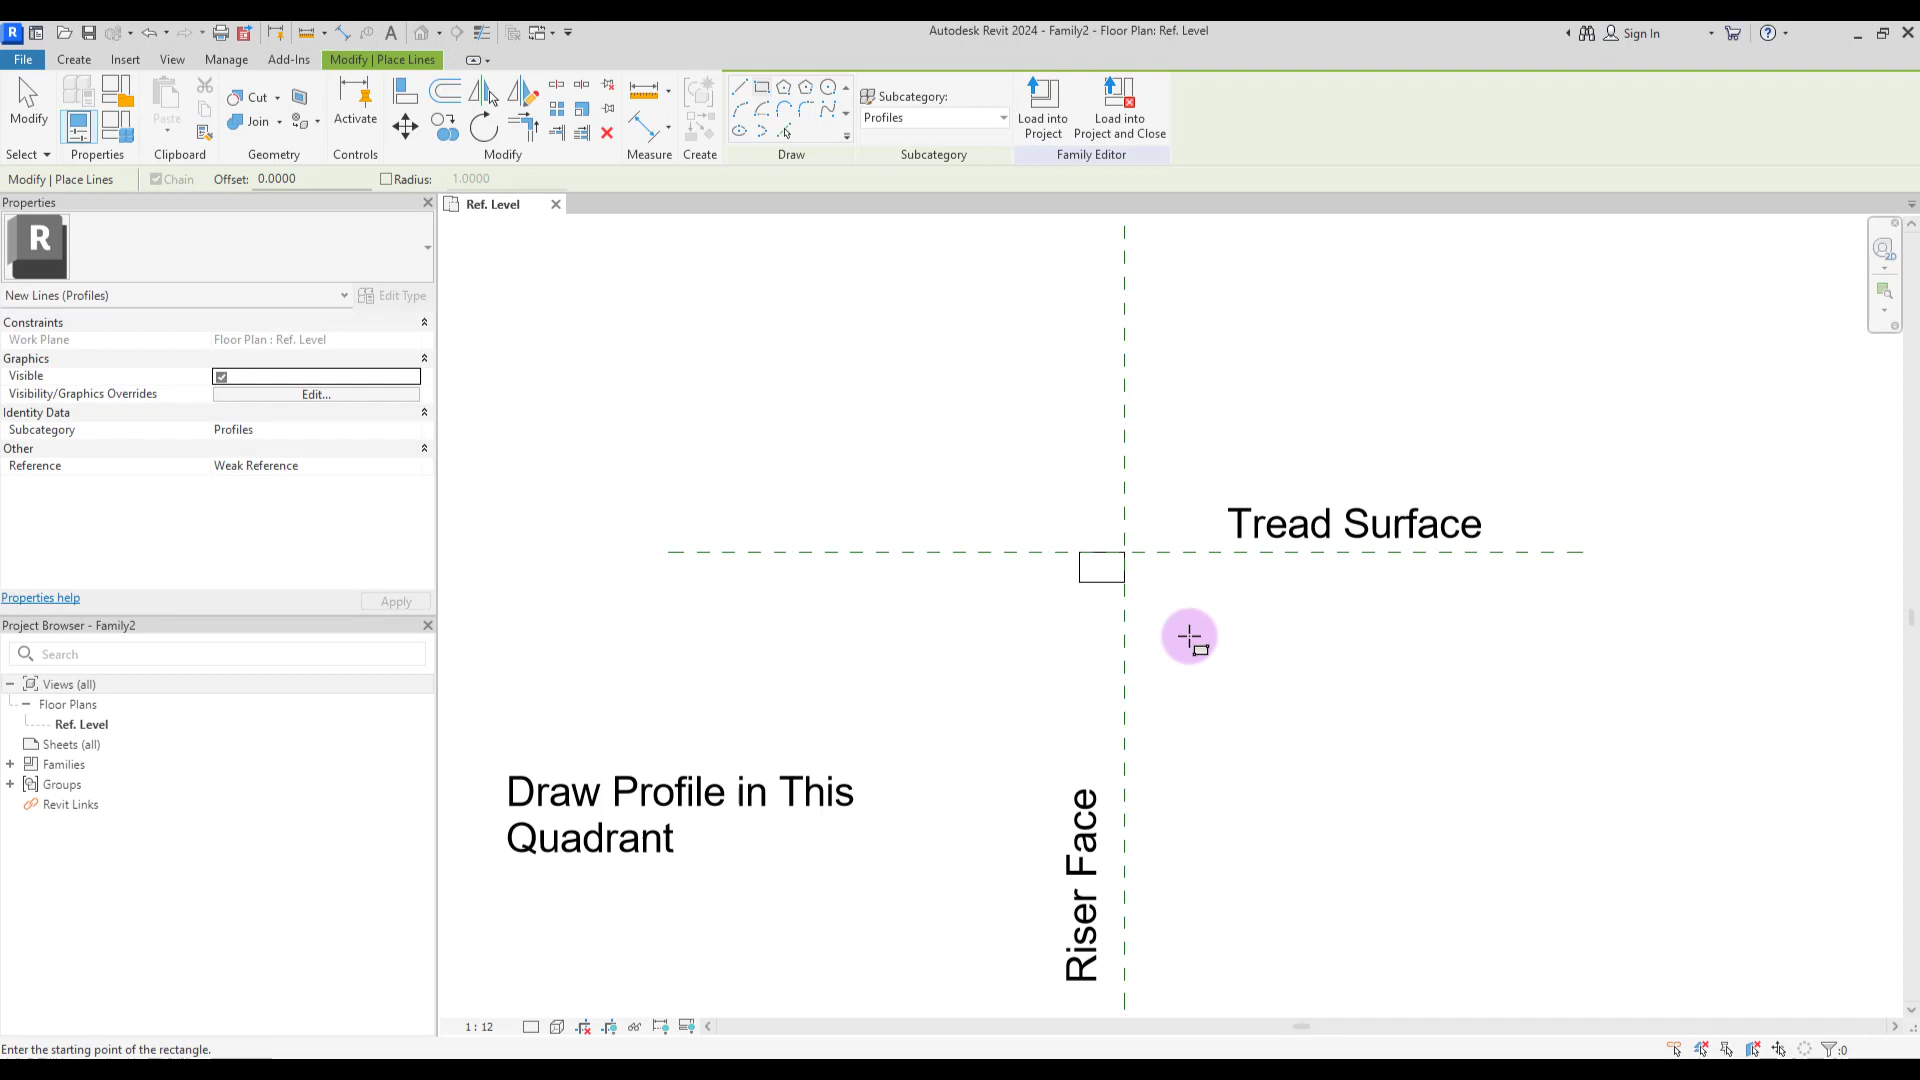 Autodesk Revit 2024 - Family2 - Floor Plan: Ref. Level
Sign In
File
Create
Insert
View
Manage
Add-Ins
Modify | Place Lines
Modify
Paste
Cut
Join
Activate
Subcategory:
Profiles
Load into
Project
Load into
Project and Close
Select
Properties
Clipboard
Geometry
Controls
Modify
Measure
Create
Draw
Subcategory
Family Editor
Modify | Place Lines
Chain
Offset:
0.0000
Radius:
1.0000
Properties
Ref. Level
R
2D
New Lines (Profiles)
Edit Type
Constraints
Work Plane
Floor Plan : Ref. Level
Graphics
Visible
Visibility/Graphics Overrides
Edit...
Identity Data
Subcategory
Profiles
Other
Reference
Weak Reference
Properties help
Apply
Project Browser - Family2
Search
Views (all)
Floor Plans
Ref. Level
Sheets (all)
Families
Groups
Revit Links
Tread Surface
Draw Profile in This
Quadrant
Riser Face
1 : 12
Enter the starting point of the rectangle.
:0